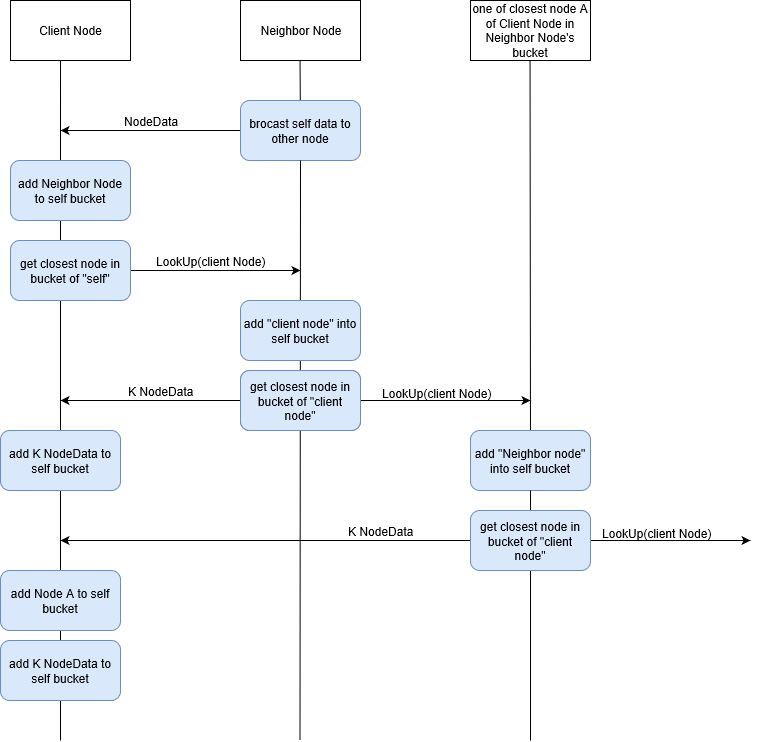 Client Node
Neighbor Node
one of closest node A
of Client Node in
Neighbor Node's
bucket
NodeData
brocast self data to
other node
add Neighbor Node
to self bucket
get closest node in
bucket of "self"
LookUp(client Node)
add "client node" into
self bucket
K NodeData
get closest node in
bucket of "client
node"
LookUp(client Node)
add K NodeData to
self bucket
add "Neighbor node"
into self bucket
K NodeData
get closest node in
bucket of "client
node"
LookUp(client Node)
add Node A to self
bucket
add K NodeData to
self bucket